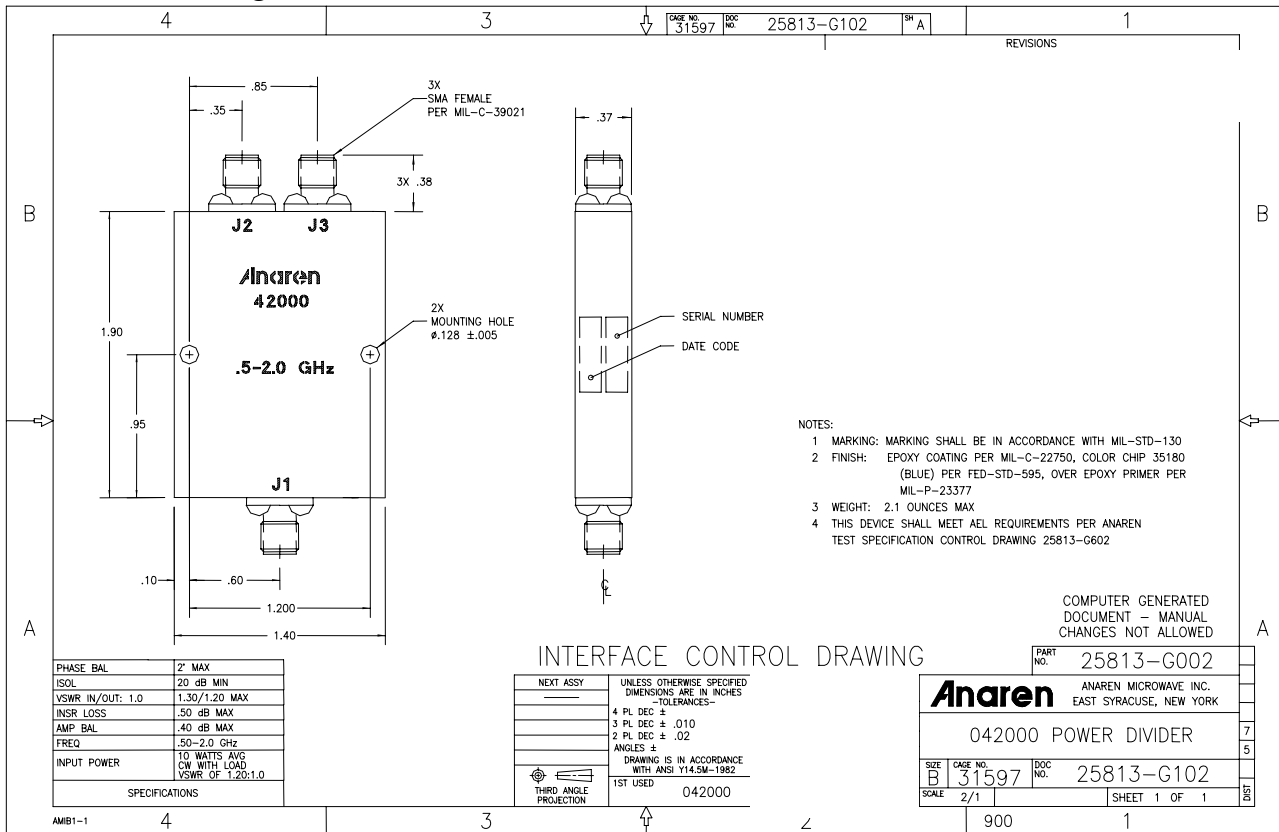 4
3
1
CAGE NO. 31597
DOC NO. 25813-G102
SH A
REVISIONS
.85
.35
3X
SMA FEMALE
PER MIL-C-39021
3X .38
.37
B
B
J2
J3
Anaren
42000
2X
MOUNTING HOLE
ø.128 ±.005
1.90
.5-2.0 GHz
.95
SERIAL NUMBER
DATE CODE
J1
.10
.60
1.200
1.40
NOTES:
1 MARKING: MARKING SHALL BE IN ACCORDANCE WITH MIL-STD-130
2 FINISH: EPOXY COATING PER MIL-C-22750, COLOR CHIP 35180
(BLUE) PER FED-STD-595, OVER EPOXY PRIMER PER
MIL-P-23377
3 WEIGHT: 2.1 OUNCES MAX
4 THIS DEVICE SHALL MEET AEL REQUIREMENTS PER ANAREN
TEST SPECIFICATION CONTROL DRAWING 25813-G602
A
A
COMPUTER GENERATED
DOCUMENT – MANUAL
CHANGES NOT ALLOWED
INTERFACE CONTROL DRAWING
PHASE BAL 2° MAX
ISOL 20 dB MIN
VSWR IN/OUT: 1.0 1.30/1.20 MAX
INSR LOSS .50 dB MAX
AMP BAL .40 dB MAX
FREQ .50-2.0 GHz
INPUT POWER 10 WATTS AVG
CW WITH LOAD
VSWR OF 1.20:1.0
SPECIFICATIONS
NEXT ASSY
THIRD ANGLE
PROJECTION
UNLESS OTHERWISE SPECIFIED
DIMENSIONS ARE IN INCHES
-TOLERANCES-
4 PL DEC ±
3 PL DEC ± .010
2 PL DEC ± .02
ANGLES ±
DRAWING IS IN ACCORDANCE
WITH ANSI Y14.5M-1982
1ST USED 042000
PART NO. 25813-G002
Anaren
ANAREN MICROWAVE INC.
EAST SYRACUSE, NEW YORK
042000 POWER DIVIDER
SIZE B
CAGE NO. 31597
DOC NO. 25813-G102
SCALE 2/1
SHEET 1 OF 1
7
5
DIST
AMIB1-1
4
3
900
1